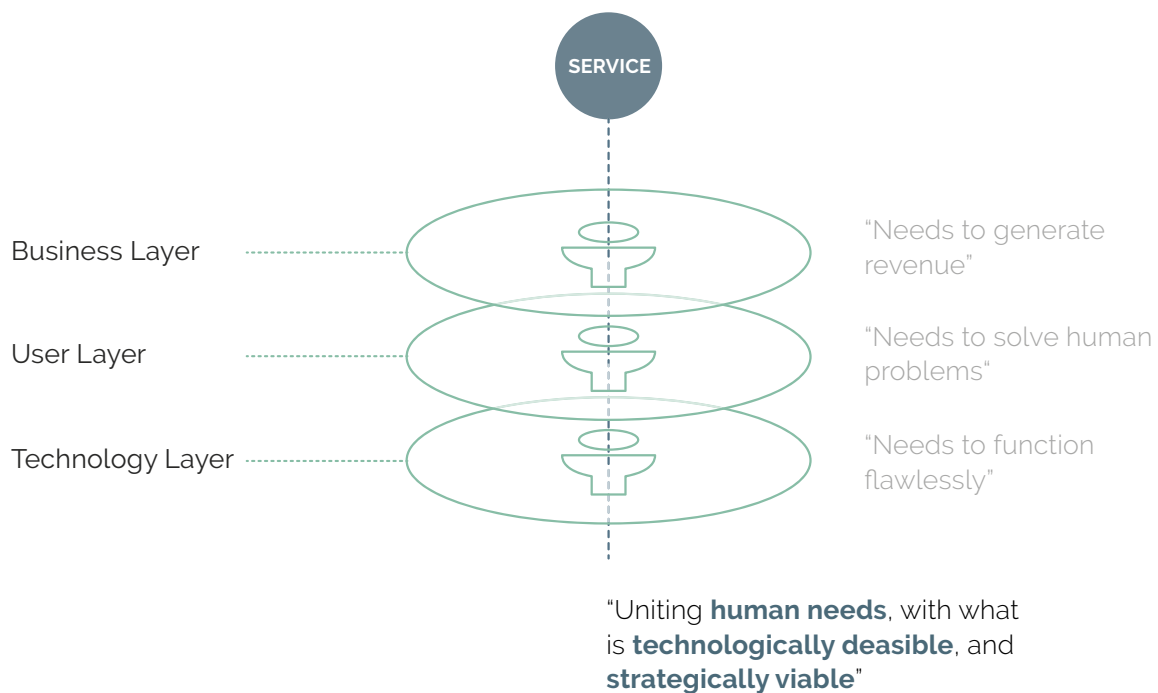 SERVICE
Business Layer
“Needs to generate
revenue”
User Layer
“Needs to solve human
problems“
Technology Layer
“Needs to function
flawlessly”
“Uniting human needs, with what
is technologically deasible, and
strategically viable”